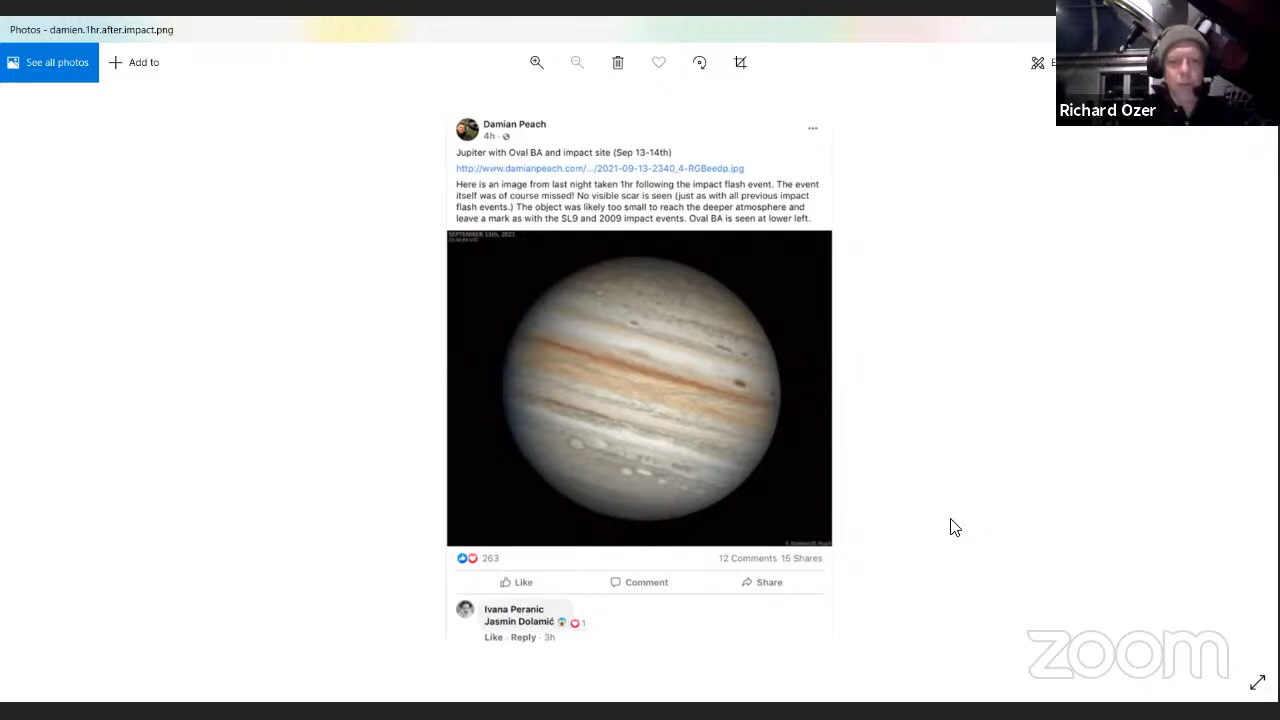 Photos - damien.1hr.after.impact.png
See all photos
Add to
Richard Ozer
Damian Peach
4h ·
Jupiter with Oval BA and impact site (Sep 13-14th)
http://www.damianpeach.com/.../2021-09-13-2340_4-RGBeedp.jpg
Here is an image from last night taken 1hr following the impact flash event. The event
itself was of course missed! No visible scar is seen (just as with all previous impact
flash events.) The object was likely too small to reach the deeper atmosphere and
leave a mark as with the SL9 and 2009 impact events. Oval BA is seen at lower left.
SEPTEMBER 13th, 2021
263
12 Comments 15 Shares
Like
Comment
Share
Ivana Peranic
Jasmin Dolamić
1
Like · Reply · 3h
zoom